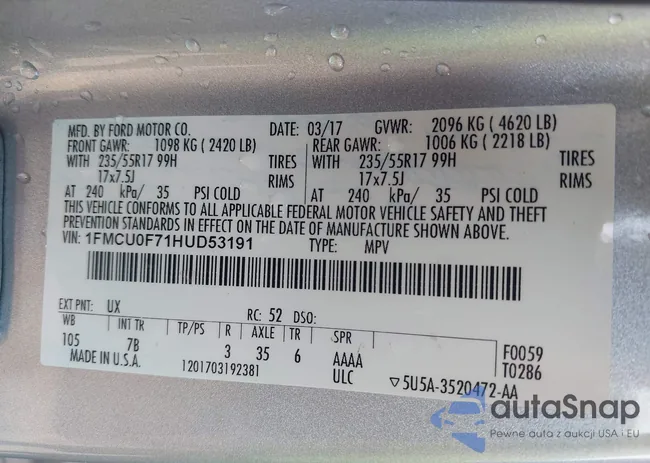 MFD. BY FORD MOTOR CO. DATE: 03/17 GVWR: 2096 KG ( 4620 LB)
FRONT GAWR: 1098 KG ( 2420 LB) REAR GAWR: 1006 KG ( 2218 LB)
WITH 235/55R17 99H TIRES WITH 235/55R17 99H TIRES
17x7.5J RIMS 17x7.5J RIMS
AT 240 kPa/ 35 PSI COLD AT 240 kPa/ 35 PSI COLD
THIS VEHICLE CONFORMS TO ALL APPLICABLE FEDERAL MOTOR VEHICLE SAFETY AND THEFT
PREVENTION STANDARDS IN EFFECT ON THE DATE OF MANUFACTURE SHOWN ABOVE.
VIN: 1FMCU0F71HUD53191 TYPE: MPV
EXT PNT: UX RC: 52 DSO:
WB INT TR TP/PS R AXLE TR SPR F0059
105 7B 3 35 6 AAAA T0286
MADE IN U.S.A. 1201703192381 ULC ▽5U5A-3520472-AA
autaSnap
Pewne auta z aukcji USA i EU